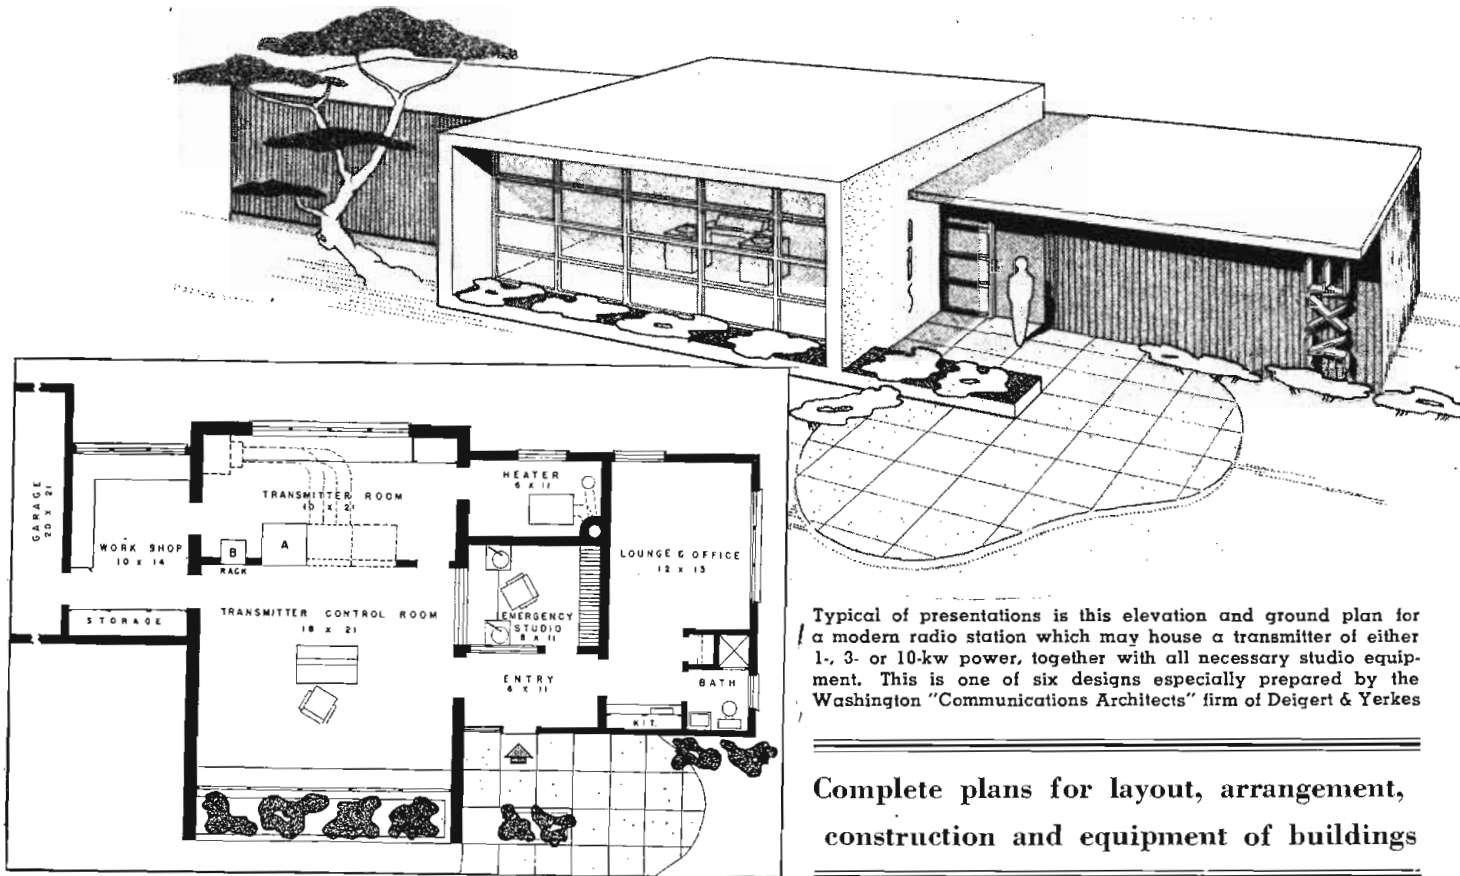 GARAGE
20 X 21
WORK SHOP
10 x 14
STORAGE
TRANSMITTER ROOM
10 X 21
B
RACK
A
TRANSMITTER CONTROL ROOM
18 X 21
HEATER
6 X 11
EMERGENCY
STUDIO
8 X 11
ENTRY
6 X 11
LOUNGE & OFFICE
12 x 13
BATH
KIT.
Typical of presentations is this elevation and ground plan for
a modern radio station which may house a transmitter of either
1-, 3- or 10-kw power, together with all necessary studio equip-
ment. This is one of six designs especially prepared by the
Washington "Communications Architects" firm of Deigert & Yerkes
Complete plans for layout, arrangement,
construction and equipment of buildings